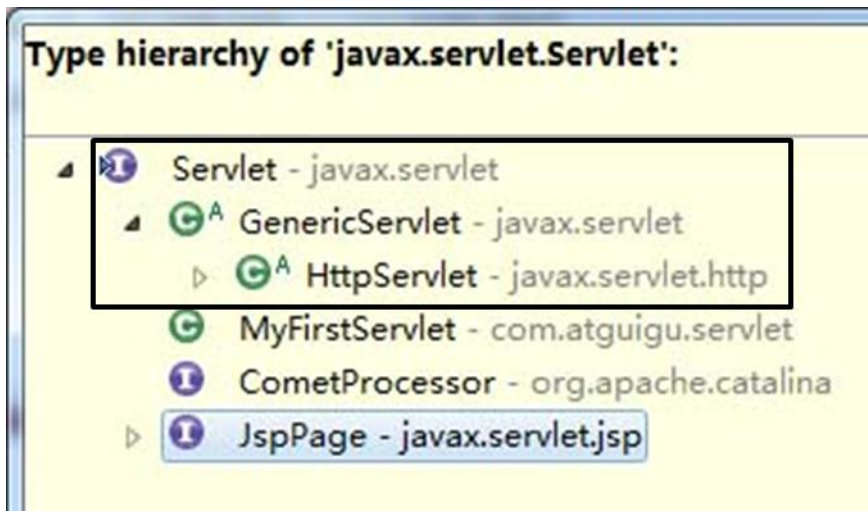 Type hierarchy of 'javax.servlet.Servlet':
Servlet - javax.servlet
GenericServlet - javax.servlet
HttpServlet - javax.servlet.http
MyFirstServlet - com.atguigu.servlet
CometProcessor - org.apache.catalina
JspPage - javax.servlet.jsp